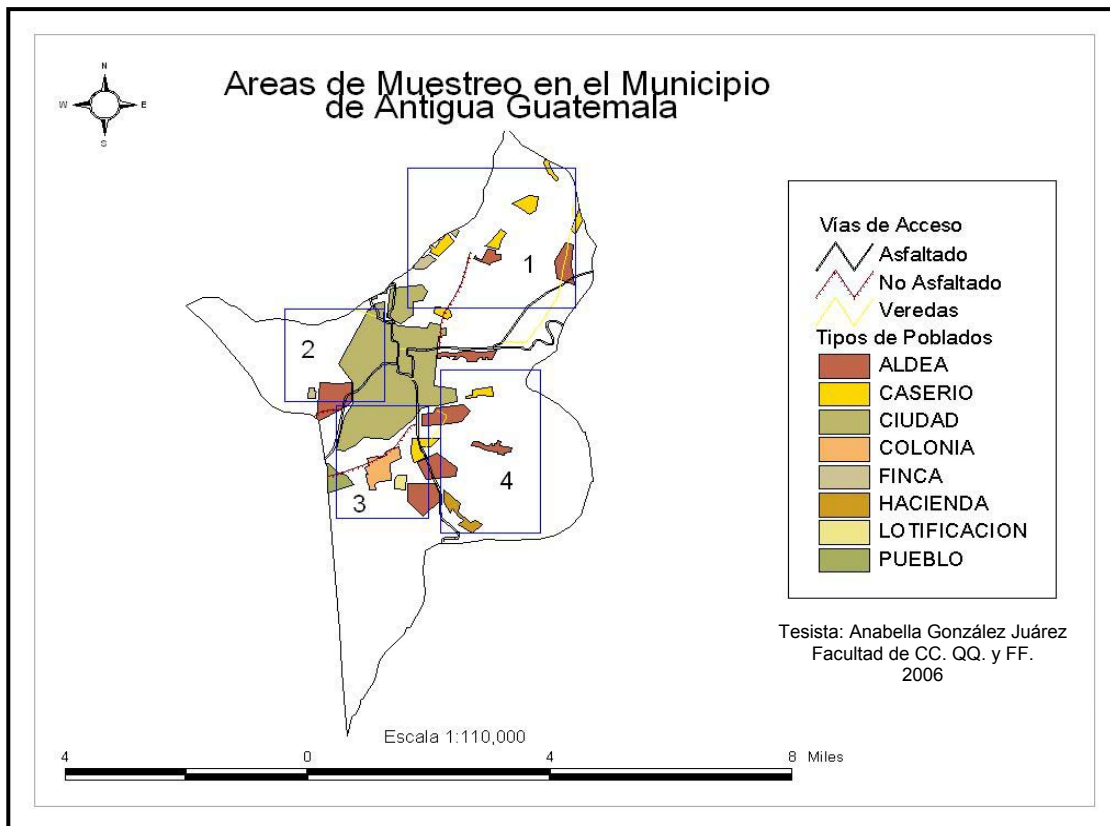 Areas de Muestreo en el Municipio
de Antigua Guatemala
N
W E
S
1
2
3
4
Vías de Acceso
Asfaltado
No Asfaltado
Veredas
Tipos de Poblados
ALDEA
CASERIO
CIUDAD
COLONIA
FINCA
HACIENDA
LOTIFICACION
PUEBLO
Tesista: Anabella González Juárez
Facultad de CC. QQ. y FF.
2006
Escala 1:110,000
4 0 4 8 Miles